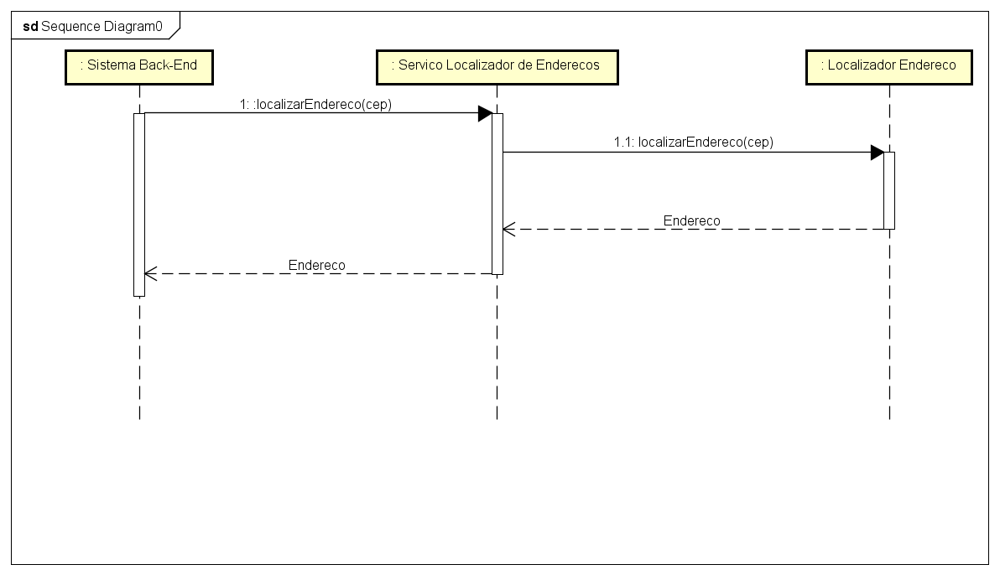 sd Sequence Diagram0
: Sistema Back-End
: Servico Localizador de Enderecos
: Localizador Endereco
1: :localizarEndereco(cep)
1.1: localizarEndereco(cep)
Endereco
Endereco